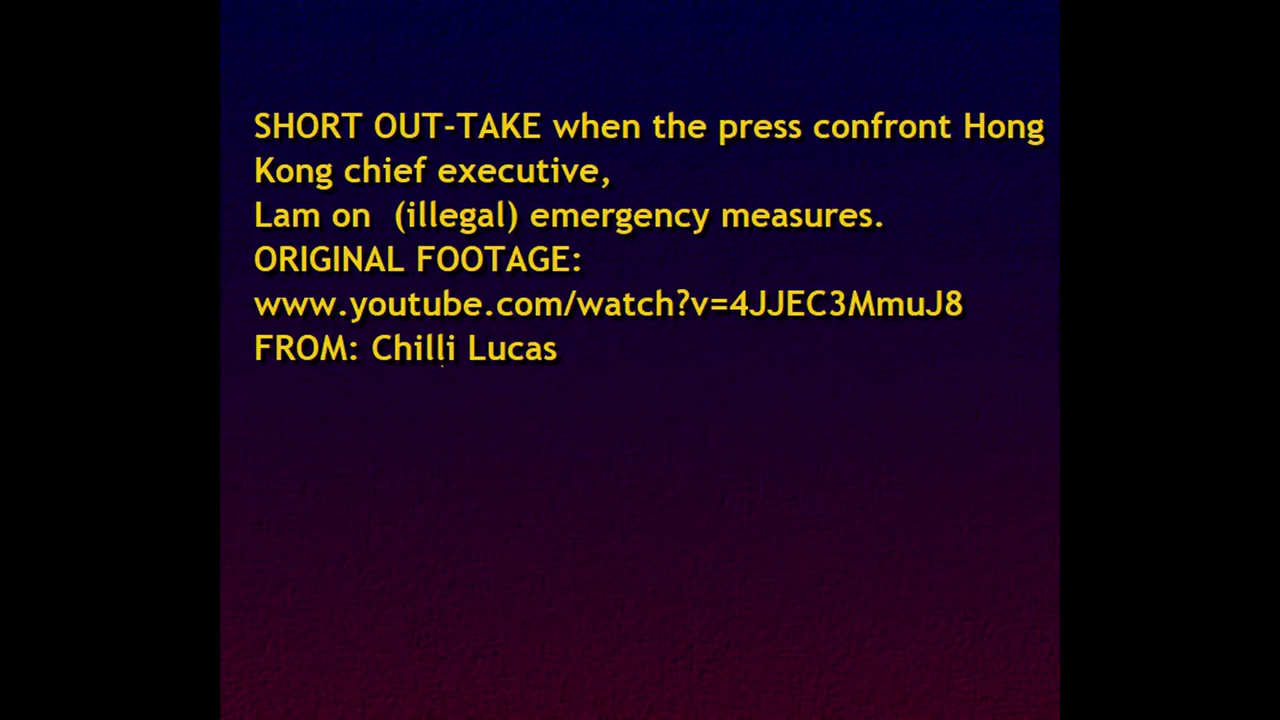 SHORT OUT-TAKE when the press confront Hong
Kong chief executive,
Lam on  (illegal) emergency measures.
ORIGINAL FOOTAGE:
www.youtube.com/watch?v=4JJEC3MmuJ8
FROM: Chilli Lucas